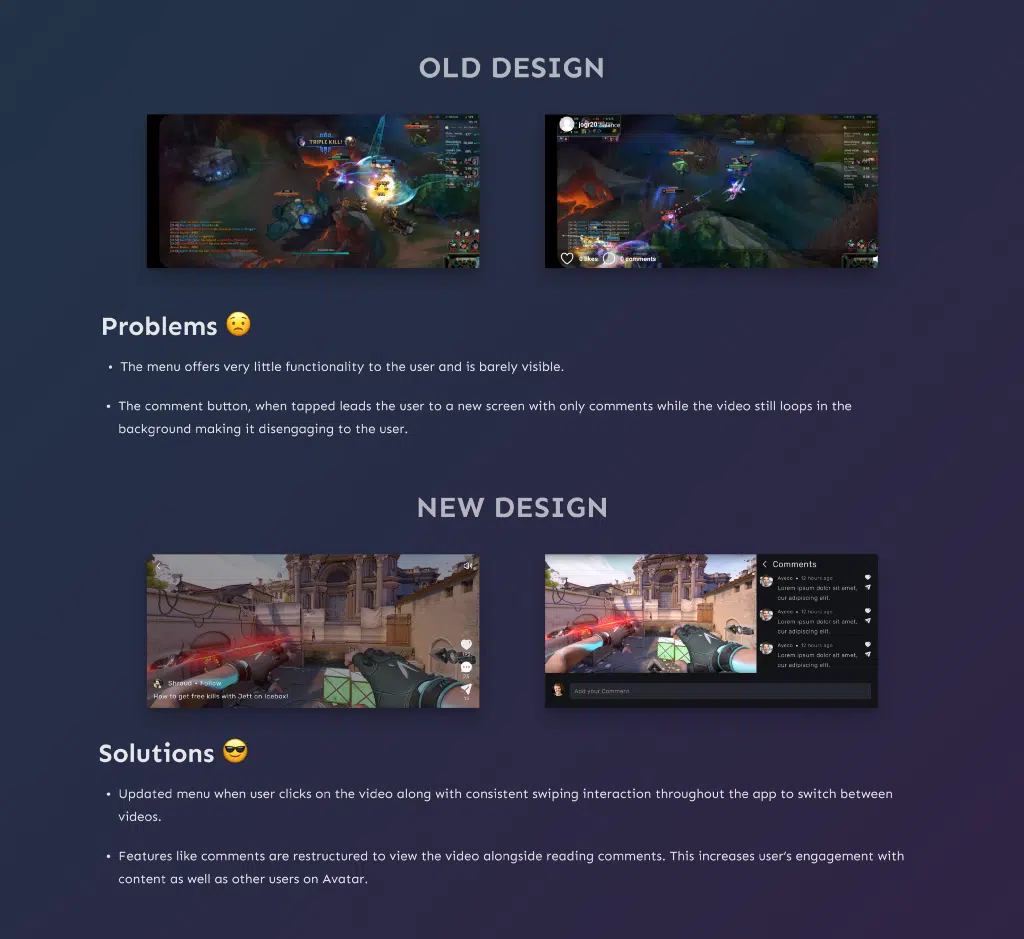 OLD DESIGN
TRIPLE KILL!
jogr20
0 likes
0 comments
Problems 😟
• The menu offers very little functionality to the user and is barely visible.
• The comment button, when tapped leads the user to a new screen with only comments while the video still loops in the
background making it disengaging to the user.
NEW DESIGN
Shroud • Follow
How to get free kills with Jett on Icebox!
Comments
Ayeco • 12 hours ago
Lorem ipsum dolor sit amet,
cur adipiscing elit.
Ayeco • 12 hours ago
Lorem ipsum dolor sit amet,
cur adipiscing elit.
Ayeco • 12 hours ago
Lorem ipsum dolor sit amet,
cur adipiscing elit.
Add your Comment
Solutions 😎
• Updated menu when user clicks on the video along with consistent swiping interaction throughout the app to switch between
videos.
• Features like comments are restructured to view the video alongside reading comments. This increases user's engagement with
content as well as other users on Avatar.